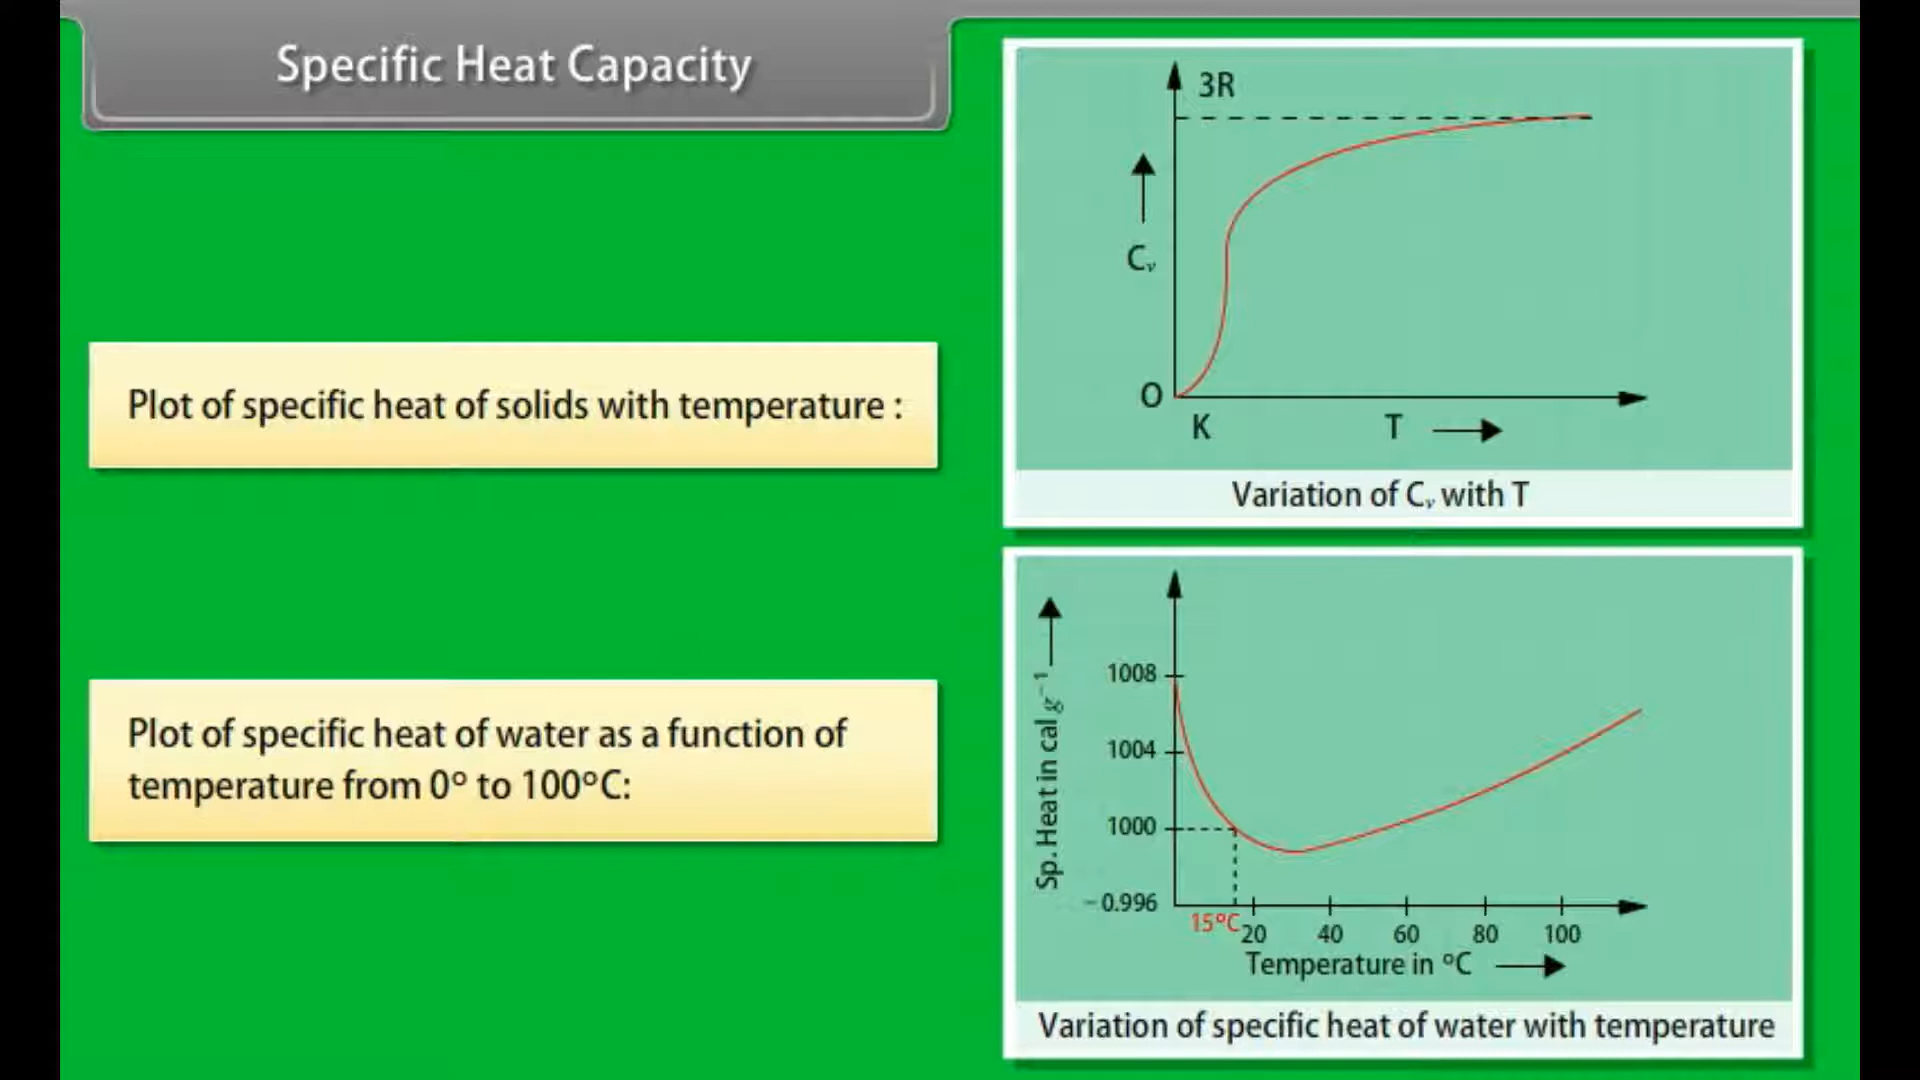 Specific Heat Capacity
Plot of specific heat of solids with temperature :
3R
Cv
O
K
T
Variation of Cv with T
Plot of specific heat of water as a function of
temperature from 0° to 100°C:
Sp. Heat in cal g⁻¹
1008
1004
1000
-0.996
15°C
20 40 60 80 100
Temperature in °C
Variation of specific heat of water with temperature